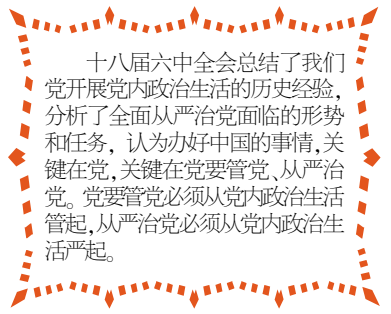 十八届六中全会总结了我们
党开展党内政治生活的历史经验,
分析了全面从严治党面临的形势
和任务, 认为办好中国的事情,关
键在党,关键在党要管党、从严治
党。党要管党必须从党内政治生活
管起,从严治党必须从党内政治生
活严起。